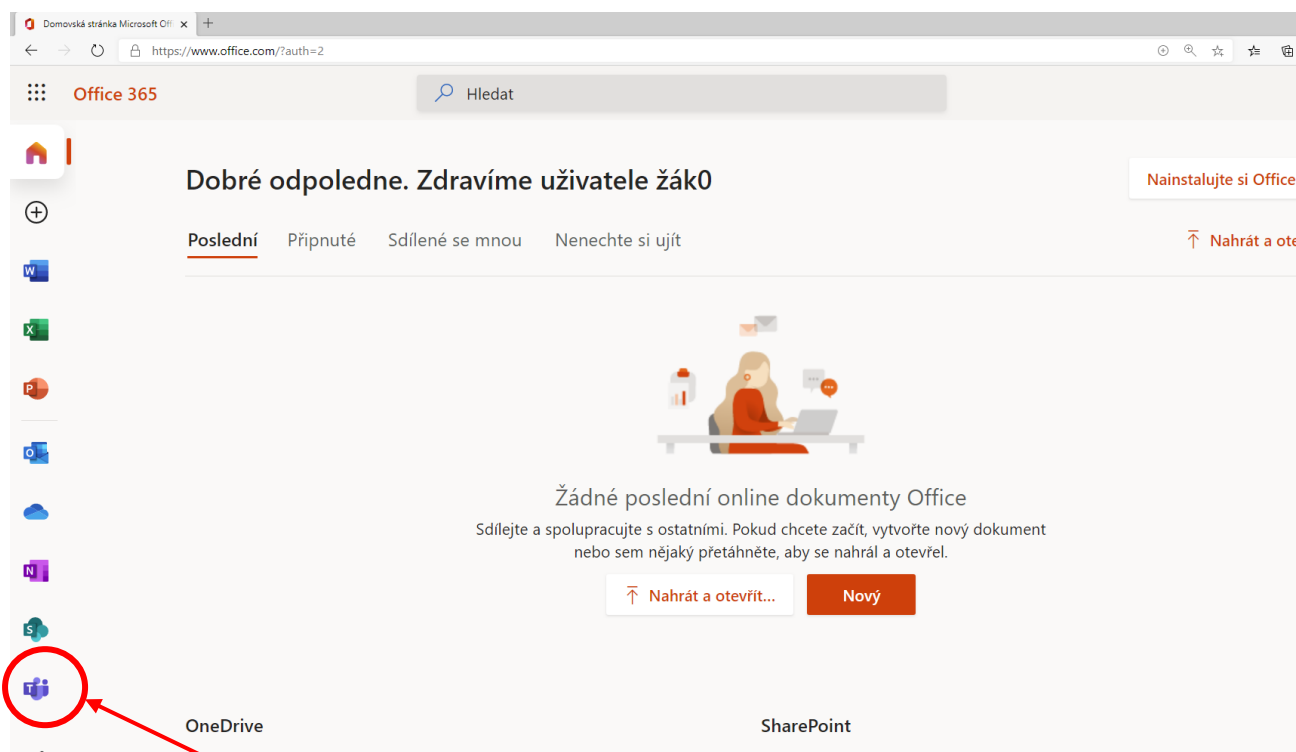 Domovská stránka Microsoft Offi
https://www.office.com/?auth=2
Office 365
Hledat
Dobré odpoledne. Zdravíme uživatele žák0
Nainstalujte si Office
Poslední Připnuté Sdílené se mnou Nenechte si ujít
Nahrát a ote
W
X
P
O
Žádné poslední online dokumenty Office
Sdílejte a spolupracujte s ostatními. Pokud chcete začít, vytvořte nový dokument
nebo sem nějaký přetáhněte, aby se nahrál a otevřel.
N
Nahrát a otevřít... Nový
S
T
OneDrive SharePoint